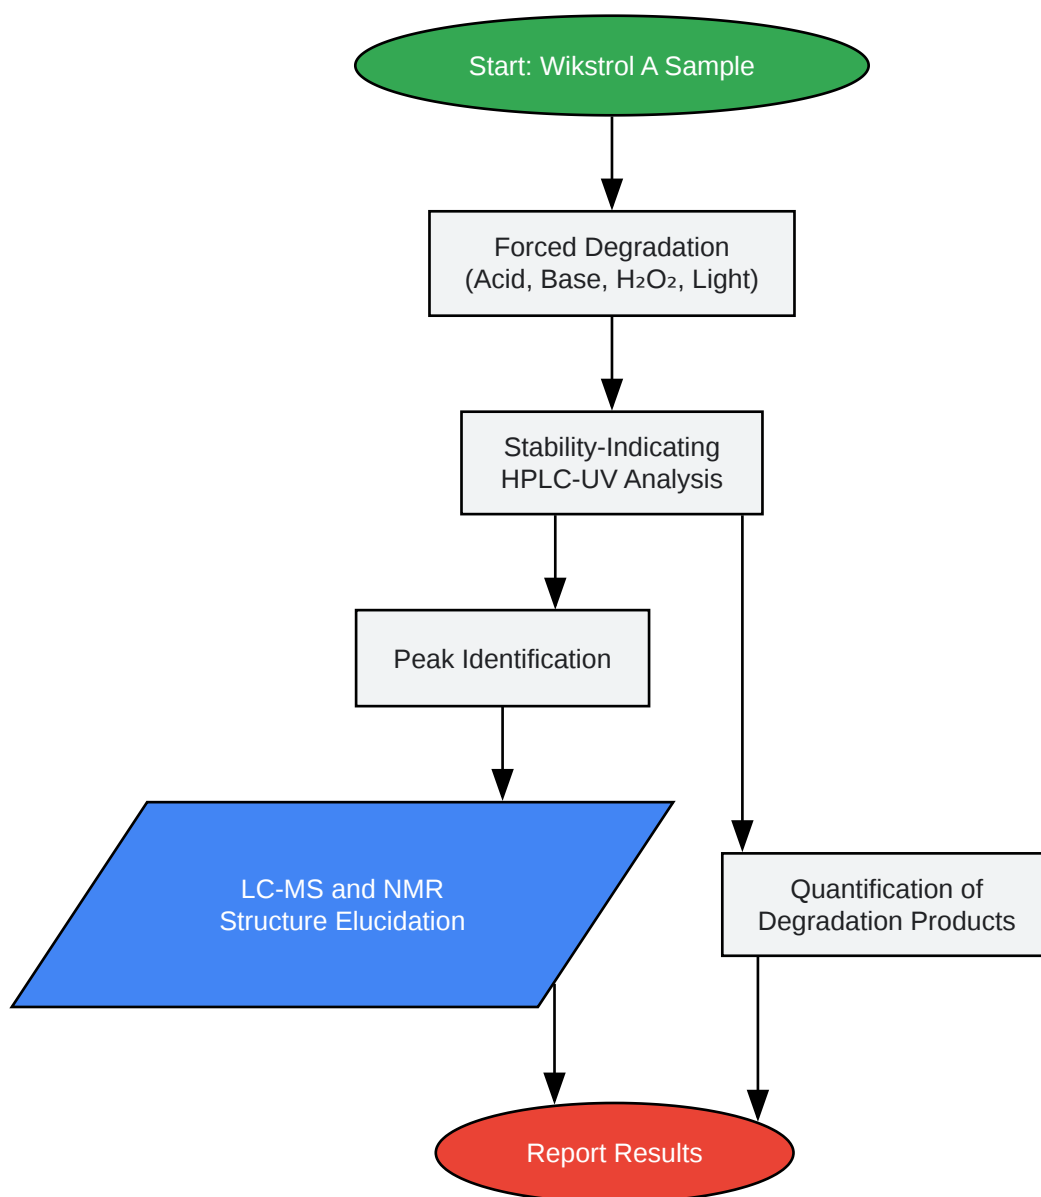 Start: Wikstrol A Sample
Forced Degradation
(Acid, Base, H₂O₂, Light)
Stability-Indicating
HPLC-UV Analysis
Peak Identification
LC-MS and NMR
Structure Elucidation
Quantification of
Degradation Products
Report Results